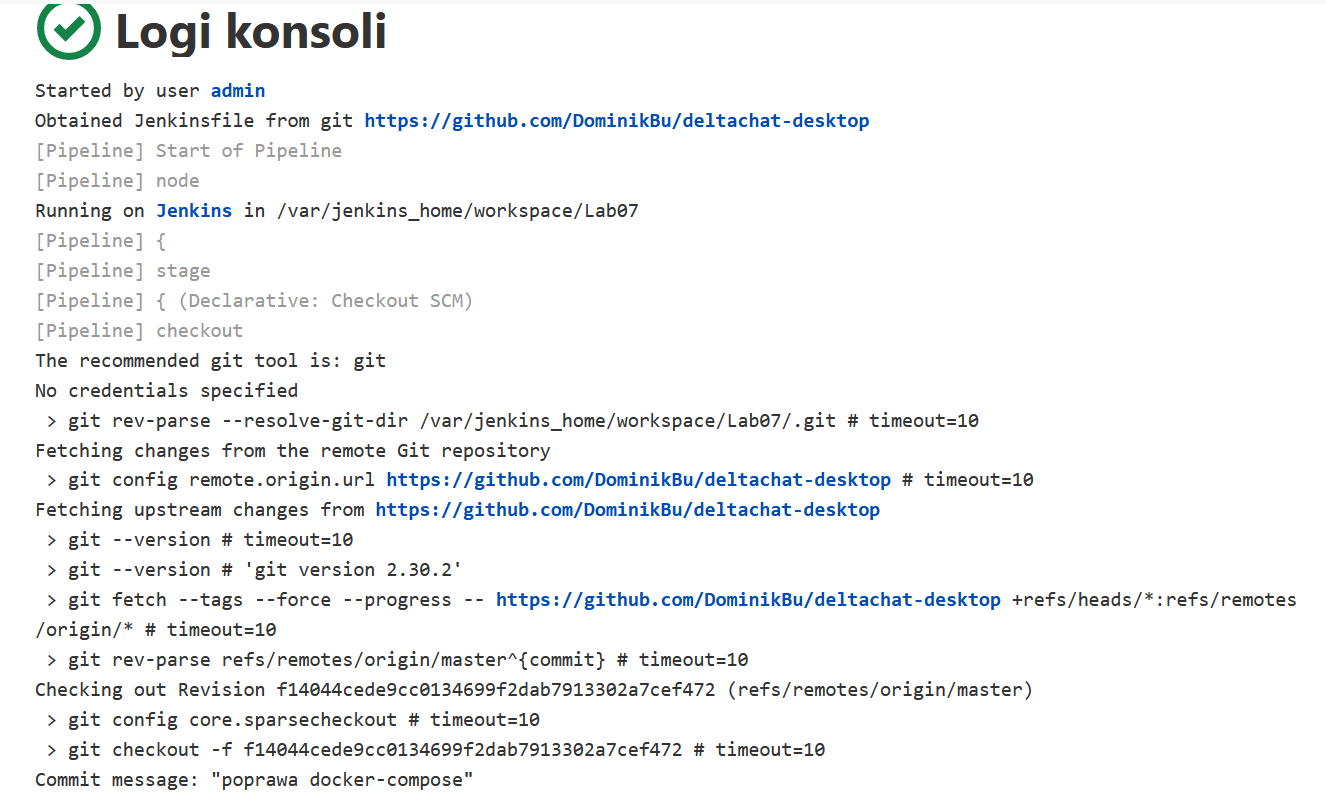 Logi konsoli
Started by user admin
Obtained Jenkinsfile from git https://github.com/DominikBu/deltachat-desktop
[Pipeline] Start of Pipeline
[Pipeline] node
Running on Jenkins in /var/jenkins_home/workspace/Lab07
[Pipeline] {
[Pipeline] stage
[Pipeline] { (Declarative: Checkout SCM)
[Pipeline] checkout
The recommended git tool is: git
No credentials specified
 > git rev-parse --resolve-git-dir /var/jenkins_home/workspace/Lab07/.git # timeout=10
Fetching changes from the remote Git repository
 > git config remote.origin.url https://github.com/DominikBu/deltachat-desktop # timeout=10
Fetching upstream changes from https://github.com/DominikBu/deltachat-desktop
 > git --version # timeout=10
 > git --version # 'git version 2.30.2'
 > git fetch --tags --force --progress -- https://github.com/DominikBu/deltachat-desktop +refs/heads/*:refs/remotes
/origin/* # timeout=10
 > git rev-parse refs/remotes/origin/master^{commit} # timeout=10
Checking out Revision f14044cede9cc0134699f2dab7913302a7cef472 (refs/remotes/origin/master)
 > git config core.sparsecheckout # timeout=10
 > git checkout -f f14044cede9cc0134699f2dab7913302a7cef472 # timeout=10
Commit message: "poprawa docker-compose"